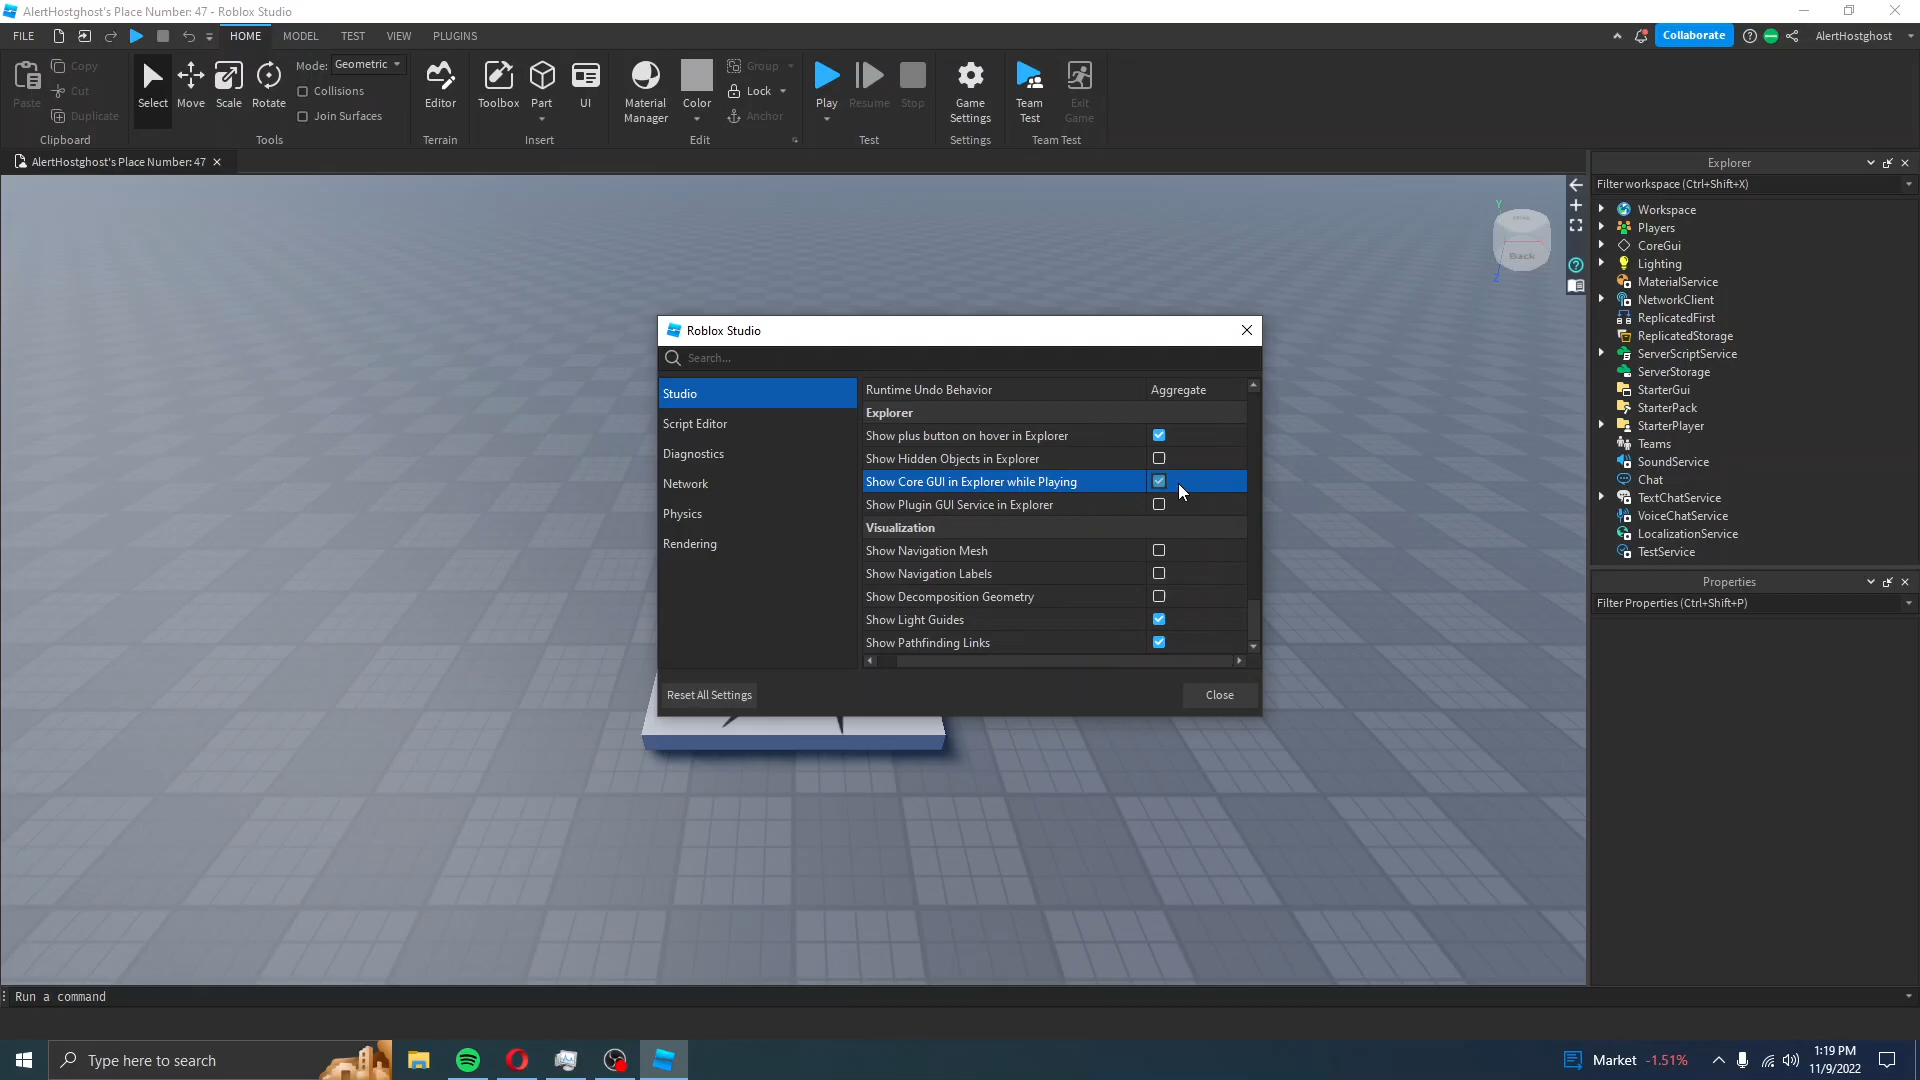 AlertHostghost's Place Number: 47 - Roblox Studio
FILE HOME MODEL TEST VIEW PLUGINS Collaborate AlertHostghost
Paste Copy Cut Duplicate
Clipboard
Select Move Scale Rotate Mode: Geometric Collisions Join Surfaces
Tools
Editor
Terrain
Toolbox Part UI
Insert
Material Manager Color Group Lock Anchor
Edit
Play Resume Stop
Test
Game Settings
Settings
Team Test Exit Game
Team Test
AlertHostghost's Place Number: 47
Y
Z
Back
Roblox Studio
Search...
Studio
Script Editor
Diagnostics
Network
Physics
Rendering
Runtime Undo Behavior Aggregate
Explorer
Show plus button on hover in Explorer
Show Hidden Objects in Explorer
Show Core GUI in Explorer while Playing
Show Plugin GUI Service in Explorer
Visualization
Show Navigation Mesh
Show Navigation Labels
Show Decomposition Geometry
Show Light Guides
Show Pathfinding Links
Reset All Settings Close
Explorer
Filter workspace (Ctrl+Shift+X)
Workspace
Players
CoreGui
Lighting
MaterialService
NetworkClient
ReplicatedFirst
ReplicatedStorage
ServerScriptService
ServerStorage
StarterGui
StarterPack
StarterPlayer
Teams
SoundService
Chat
TextChatService
VoiceChatService
LocalizationService
TestService
Properties
Filter Properties (Ctrl+Shift+P)
Run a command
Type here to search
Market -1.51%
1:19 PM
11/9/2022